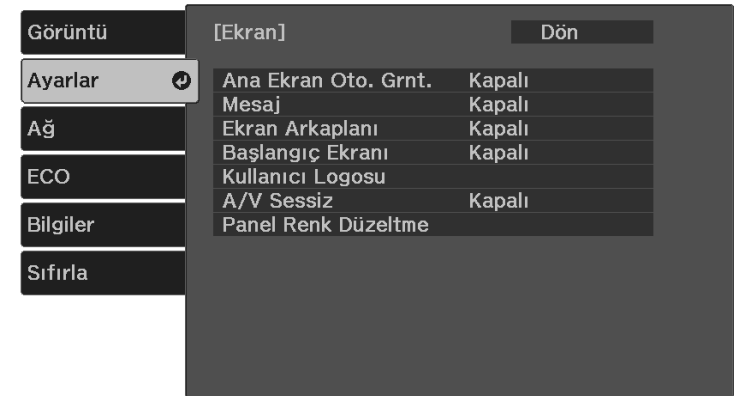 Görüntü
Ayarlar
Ağ
ECO
Bilgiler
Sıfırla
[Ekran] Dön
Ana Ekran Oto. Grnt. Kapalı
Mesaj Kapalı
Ekran Arkaplanı Kapalı
Başlangıç Ekranı Kapalı
Kullanıcı Logosu
A/V Sessiz Kapalı
Panel Renk Düzeltme